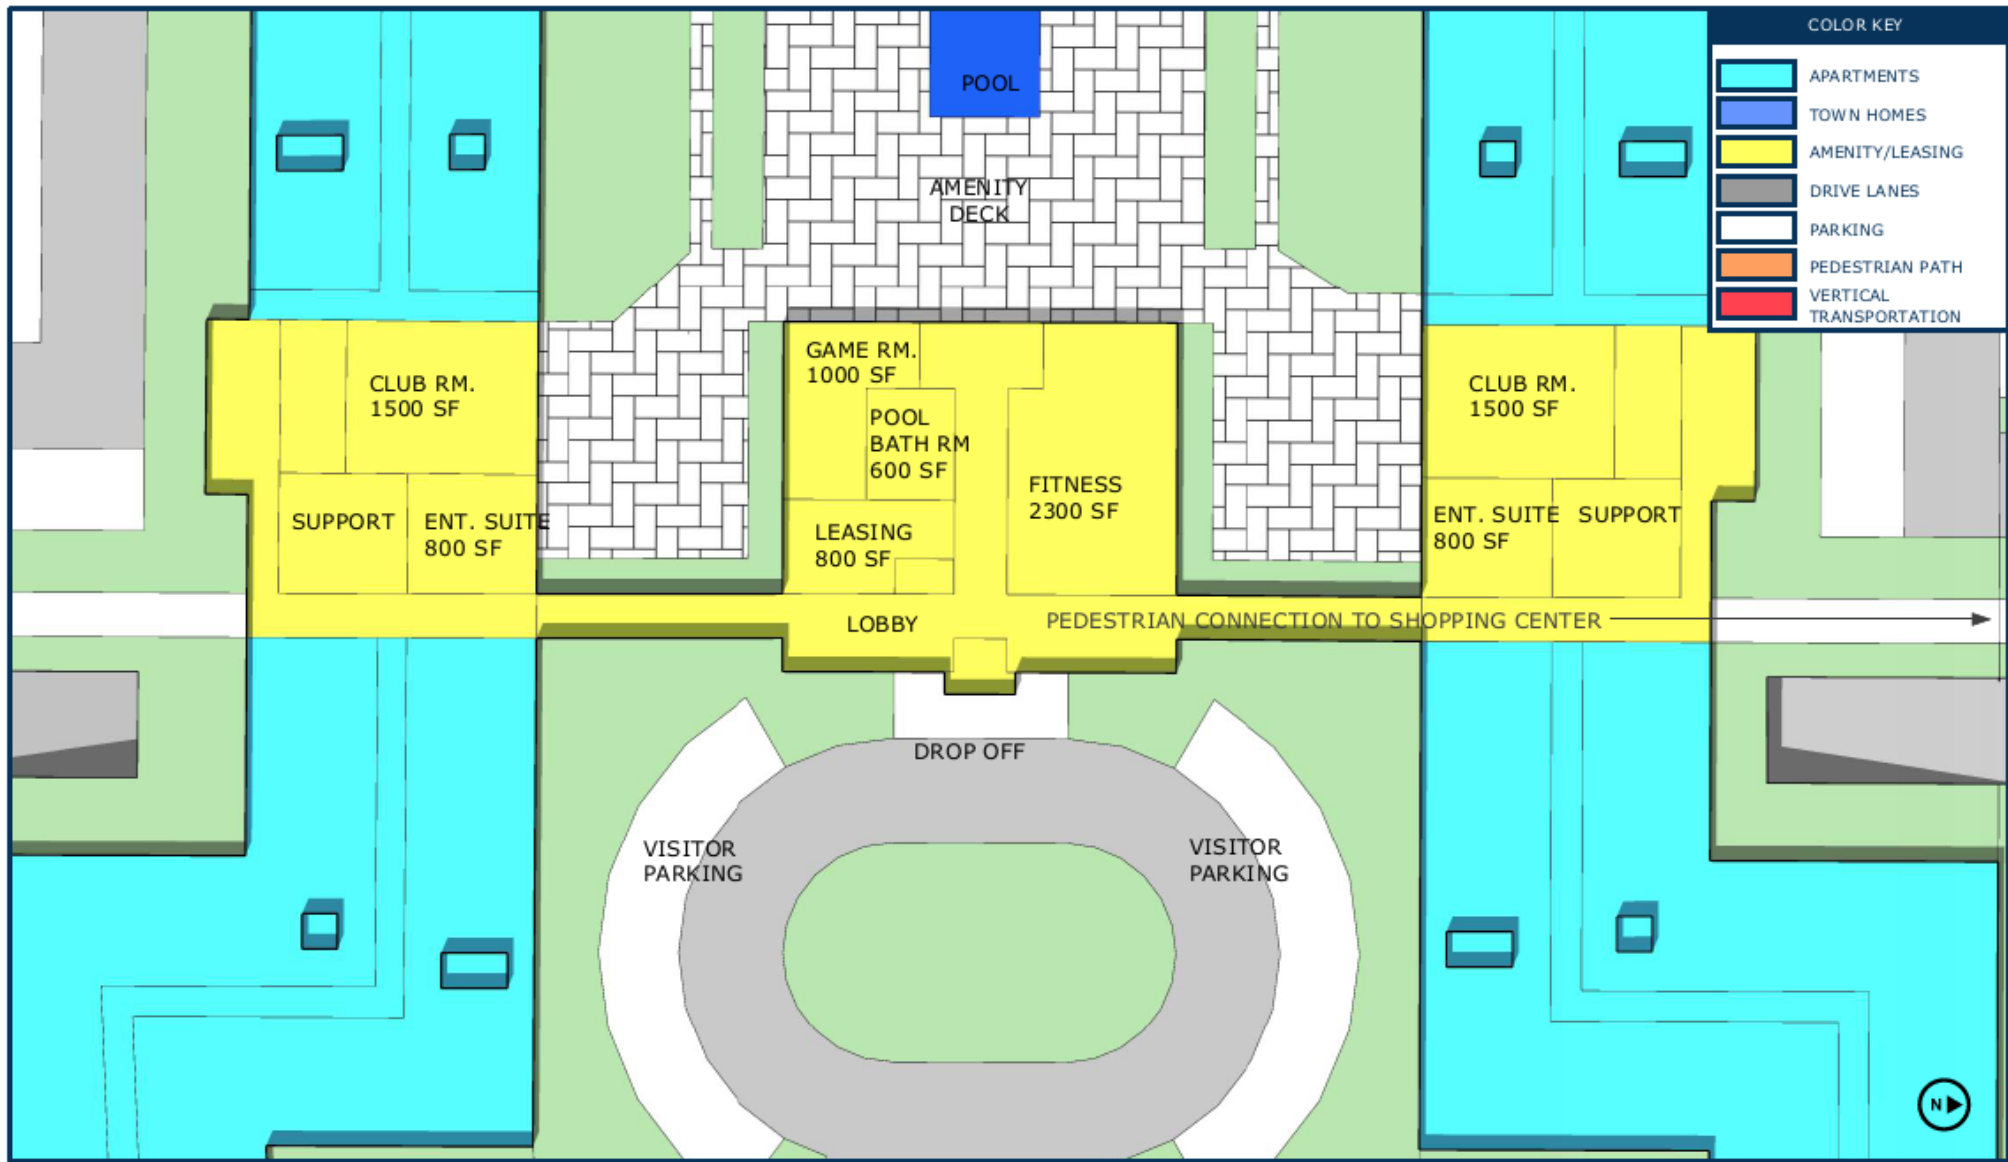 COLOR KEY
APARTMENTS
TOWN HOMES
AMENITY/LEASING
DRIVE LANES
PARKING
PEDESTRIAN PATH
VERTICAL
TRANSPORTATION
POOL
AMENITY
DECK
CLUB RM.
1500 SF
SUPPORT
ENT. SUITE
800 SF
GAME RM.
1000 SF
POOL
BATH RM
600 SF
LEASING
800 SF
FITNESS
2300 SF
CLUB RM.
1500 SF
ENT. SUITE
800 SF
SUPPORT
LOBBY
PEDESTRIAN CONNECTION TO SHOPPING CENTER
DROP OFF
VISITOR
PARKING
VISITOR
PARKING
N